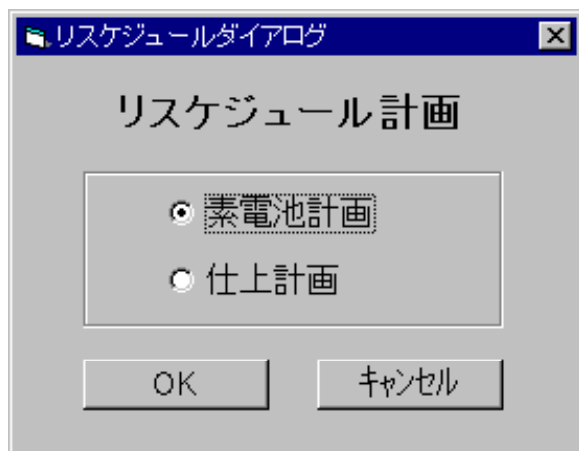 リスケジュールダイアログ
リスケジュール計画
素電池計画
仕上計画
OK
キャンセル